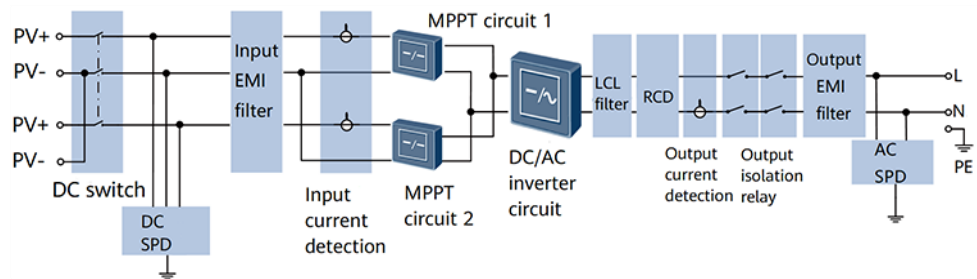 PV+
PV-
PV+
PV-
DC switch
DC
SPD
Input
EMI
filter
Input
current
detection
MPPT circuit 1
MPPT
circuit 2
DC/AC
inverter
circuit
LCL
filter
RCD
Output
current
detection
Output
isolation
relay
Output
EMI
filter
AC
SPD
L
N
PE